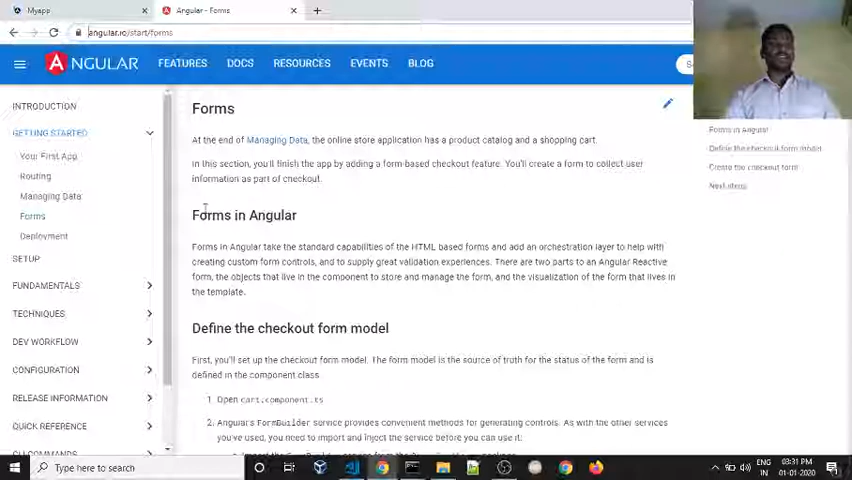 Myapp
Angular - Forms
angular.io/start/forms
ANGULAR
FEATURES
DOCS
RESOURCES
EVENTS
BLOG
INTRODUCTION
GETTING STARTED
Your First App
Routing
Managing Data
Forms
Deployment
SETUP
FUNDAMENTALS
TECHNIQUES
DEV WORKFLOW
CONFIGURATION
RELEASE INFORMATION
QUICK REFERENCE
CLI COMMANDS
Forms
At the end of Managing Data, the online store application has a product catalog and a shopping cart.
In this section, you'll finish the app by adding a form-based checkout feature. You'll create a form to collect user
information as part of checkout.
Forms in Angular
Forms in Angular take the standard capabilities of the HTML based forms and add an orchestration layer to help with
creating custom form controls, and to supply great validation experiences. There are two parts to an Angular Reactive
form, the objects that live in the component to store and manage the form, and the visualization of the form that lives in
the template.
Define the checkout form model
First, you'll set up the checkout form model. The form model is the source of truth for the status of the form and is
defined in the component class
1 Open cart.component.ts
2. Angular's FormBuilder service provides convenient methods for generating controls. As with the other services
you've used, you need to import and inject the service before you can use it:
Forms in Angular
Define the checkout form model
Create the checkout form
Next steps
Type here to search
ENG
IN
03:31 PM
01-01-2020